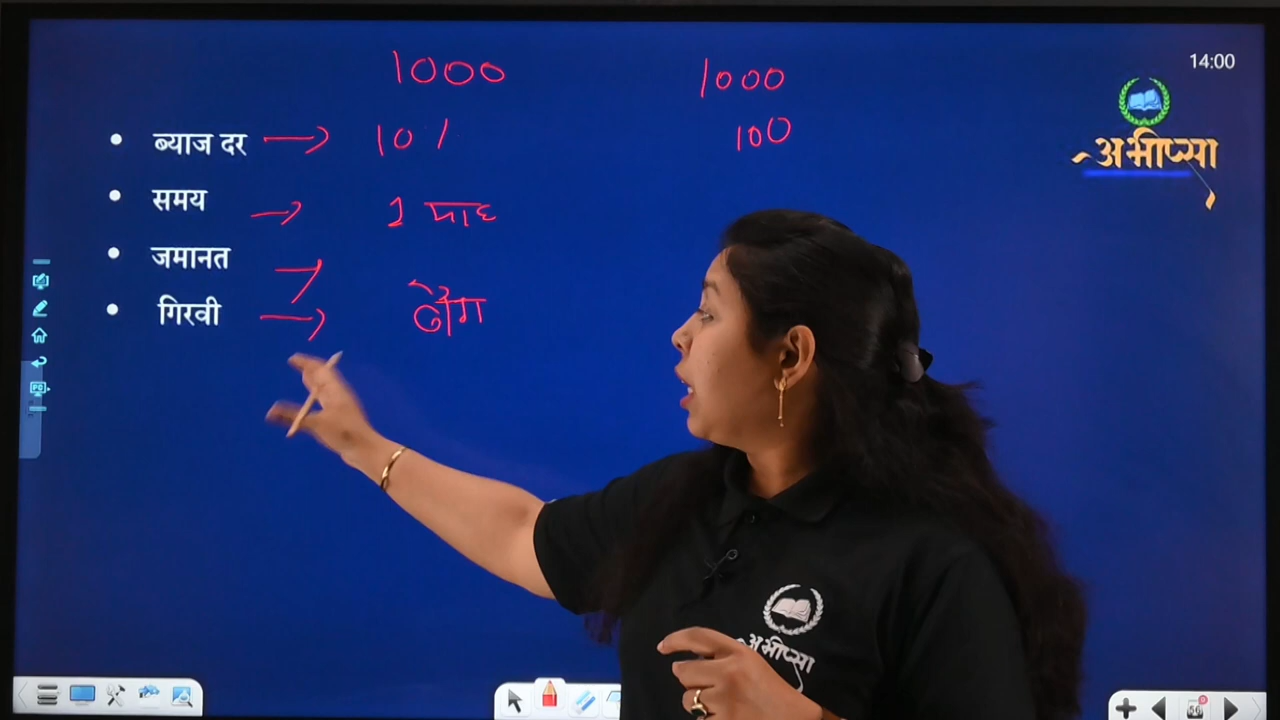 1000 1000
14:00
• ब्याज दर → 10% 100
अभीप्सा
• समय → 1 माह
• जमानत →
• गिरवी →
अभीप्सा